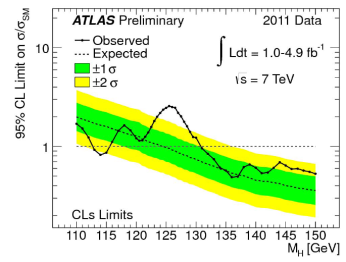 ATLAS Preliminary 2011 Data
Observed
Expected
±1 σ
±2 σ
∫ Ldt = 1.0-4.9 fb⁻¹
√s = 7 TeV
CLs Limits
95% CL Limit on σ/σSM
10
1
110 115 120 125 130 135 140 145 150
MH [GeV]